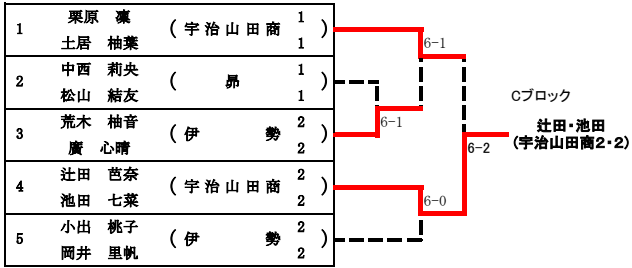 1 栗原 凜 (宇治山田商) 1
土居 柚葉 1
2 中西 莉央 (昴) 1
松山 結友 1
3 荒木 柚音 (伊勢) 2
廣 心晴 2
4 辻田 芭奈 (宇治山田商) 2
池田 七菜 2
5 小出 桃子 (伊勢) 2
岡井 里帆 2
6-1
6-1
6-0
6-2
Cブロック
辻田・池田
(宇治山田商2・2)